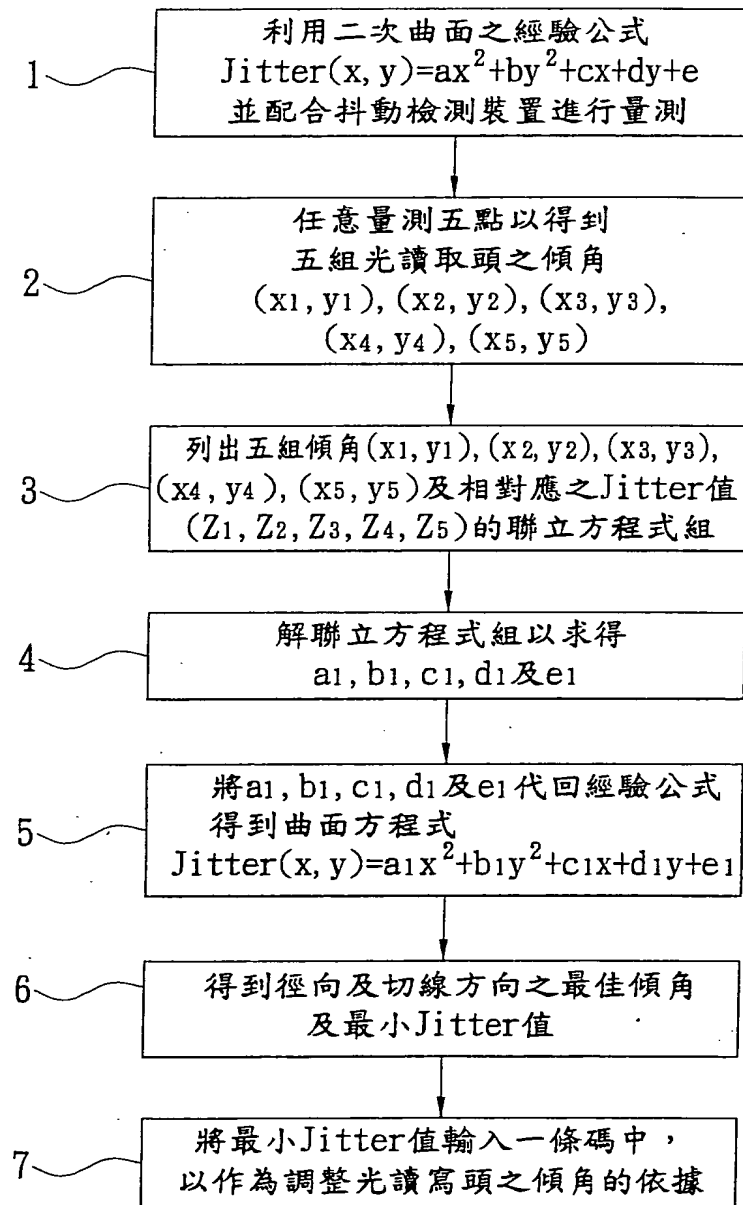 1
利用二次曲面之經驗公式
Jitter(x,y)=ax²+by²+cx+dy+e
並配合抖動檢測裝置進行量測
2
任意量測五點以得到
五組光讀取頭之傾角
(x1,y1),(x2,y2),(x3,y3),
(x4,y4),(x5,y5)
3
列出五組傾角(x1,y1),(x2,y2),(x3,y3),
(x4,y4),(x5,y5)及相對應之Jitter值
(Z1,Z2,Z3,Z4,Z5)的聯立方程式組
4
解聯立方程式組以求得
a1,b1,c1,d1及e1
5
將a1,b1,c1,d1及e1代回經驗公式
得到曲面方程式
Jitter(x,y)=a1x²+b1y²+c1x+d1y+e1
6
得到徑向及切線方向之最佳傾角
及最小Jitter值
7
將最小Jitter值輸入一條碼中，
以作為調整光讀寫頭之傾角的依據